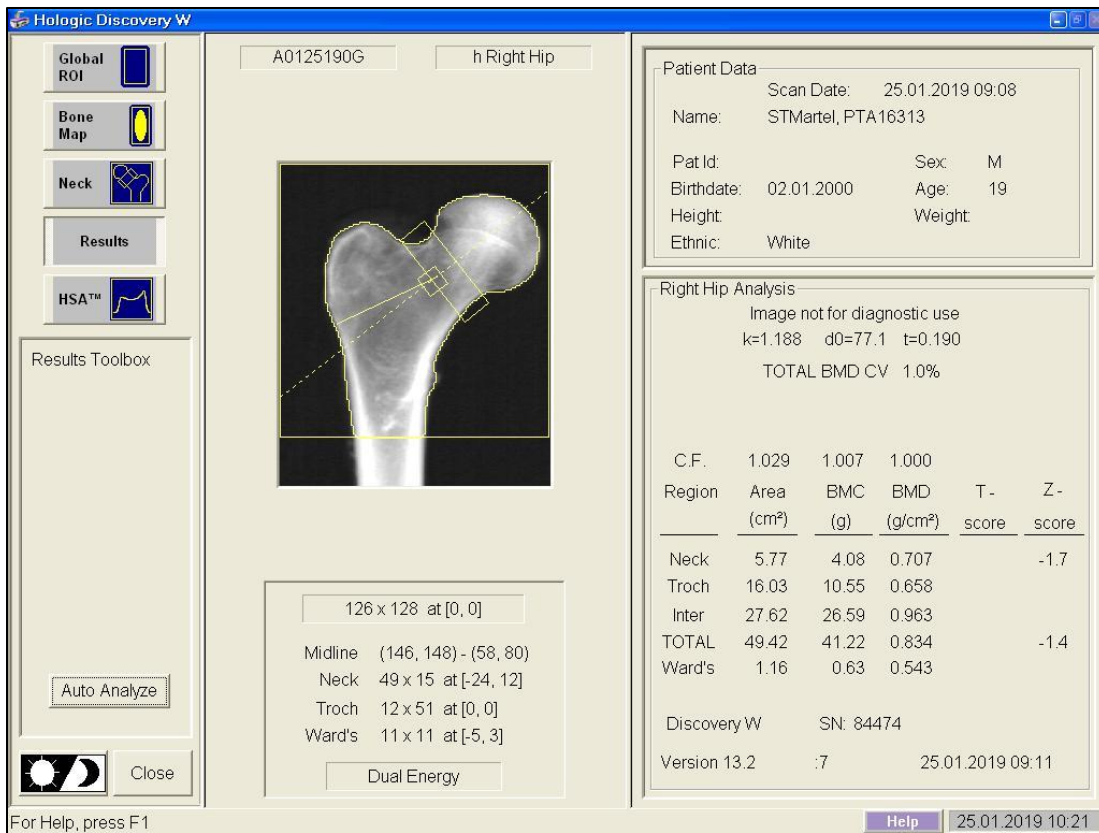 Hologic Discovery W
Global ROI
Bone Map
Neck
Results
HSA™
Results Toolbox
Auto Analyze
Close
A0125190G h Right Hip
126 x 128 at [0, 0]
Midline (146, 148) - (58, 80)
Neck 49 x 15 at [-24, 12]
Troch 12 x 51 at [0, 0]
Ward's 11 x 11 at [-5, 3]
Dual Energy
Patient Data
Scan Date: 25.01.2019 09:08
Name: STMartel, PTA16313
Pat Id: Sex: M
Birthdate: 02.01.2000 Age: 19
Height: Weight:
Ethnic: White
Right Hip Analysis
Image not for diagnostic use
k=1.188 d0=77.1 t=0.190
TOTAL BMD CV 1.0%
C.F. 1.029 1.007 1.000
Region Area BMC BMD T - Z -
(cm²) (g) (g/cm²) score score
Neck 5.77 4.08 0.707 -1.7
Troch 16.03 10.55 0.658
Inter 27.62 26.59 0.963
TOTAL 49.42 41.22 0.834 -1.4
Ward's 1.16 0.63 0.543
Discovery W SN: 84474
Version 13.2 :7 25.01.2019 09:11
For Help, press F1 Help 25.01.2019 10:21